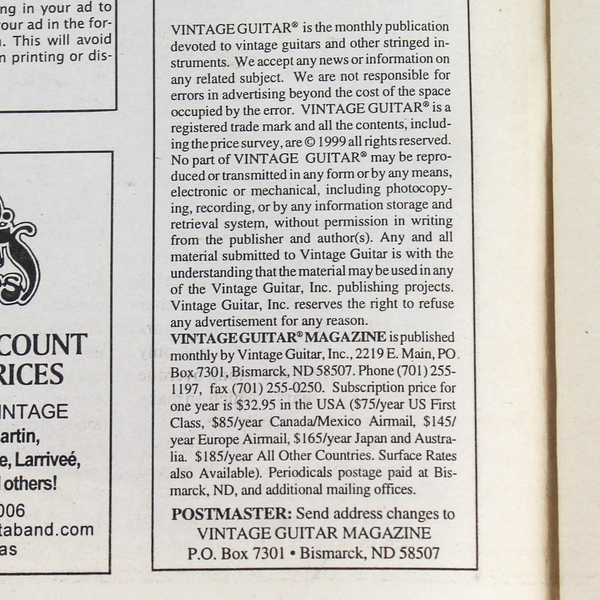 ng in your ad to
our ad in the for-
. This will avoid
n printing or dis-
COUNT
RICES
INTAGE
artin,
e, Larriveé,
others!
006
taband.com
as
VINTAGE GUITAR® is the monthly publication
devoted to vintage guitars and other stringed in-
struments. We accept any news or information on
any related subject. We are not responsible for
errors in advertising beyond the cost of the space
occupied by the error. VINTAGE GUITAR® is a
registered trade mark and all the contents, includ-
ing the price survey, are © 1999 all rights reserved.
No part of VINTAGE GUITAR® may be repro-
duced or transmitted in any form or by any means,
electronic or mechanical, including photocopy-
ing, recording, or by any information storage and
retrieval system, without permission in writing
from the publisher and author(s). Any and all
material submitted to Vintage Guitar is with the
understanding that the material may be used in any
of the Vintage Guitar, Inc. publishing projects.
Vintage Guitar, Inc. reserves the right to refuse
any advertisement for any reason.
VINTAGE GUITAR® MAGAZINE is published
monthly by Vintage Guitar, Inc., 2219 E. Main, PO
Box 7301, Bismarck, ND 58507. Phone (701) 255-
1197, fax (701) 255-0250. Subscription price for
one year is $32.95 in the USA ($75/year US First
Class, $85/year Canada/Mexico Airmail, $145/
year Europe Airmail, $165/year Japan and Austra-
lia. $185/year All Other Countries. Surface Rates
also Available). Periodicals postage paid at Bis-
marck, ND, and additional mailing offices.
POSTMASTER: Send address changes to
VINTAGE GUITAR MAGAZINE
P.O. Box 7301 • Bismarck, ND 58507